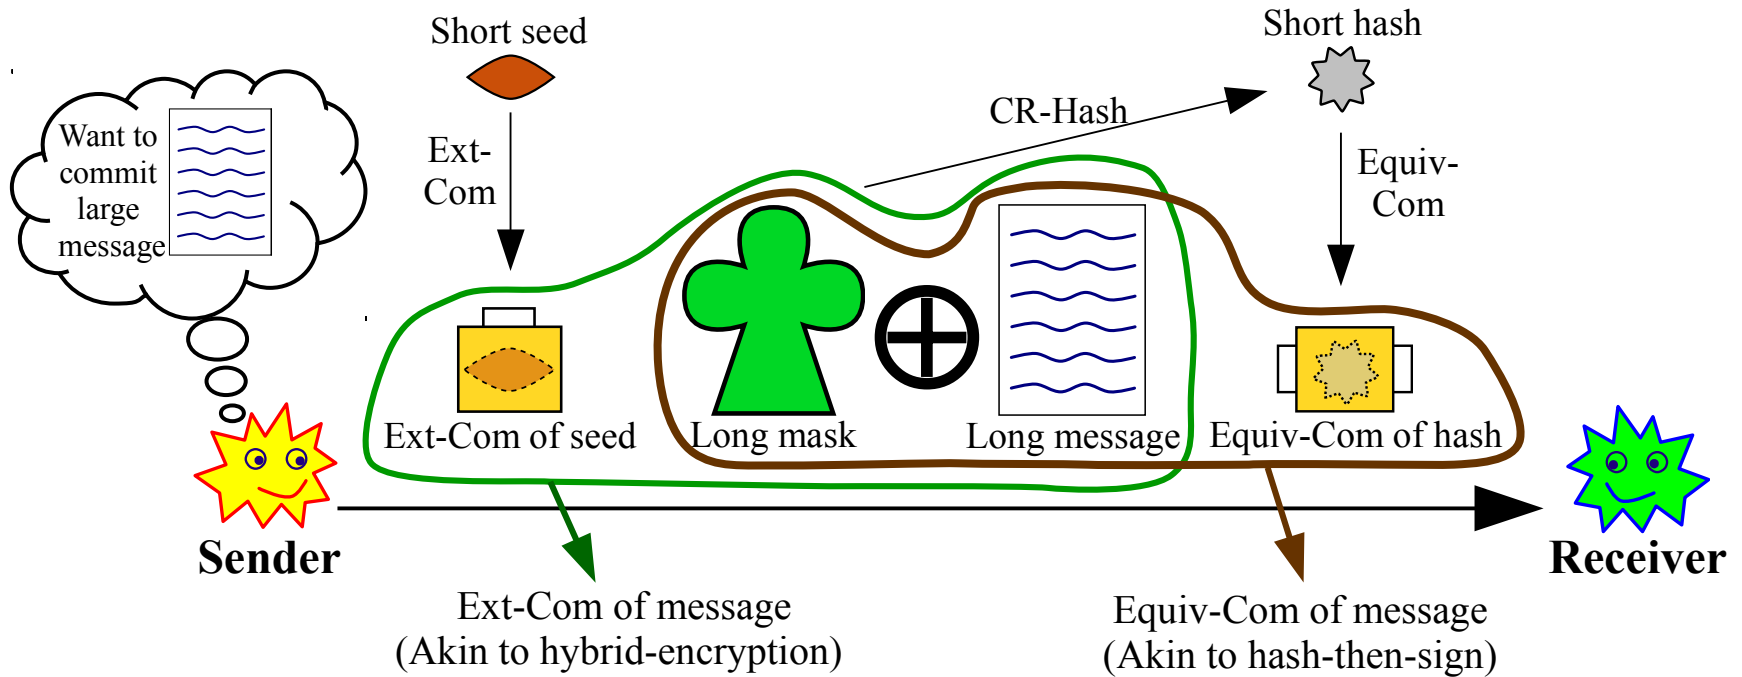 Short seed
Short hash
CR-Hash
Want to
commit
large
message
Ext-
Com
Equiv-
Com
Ext-Com of seed
Long mask
Long message
Equiv-Com of hash
Sender
Receiver
Ext-Com of message
(Akin to hybrid-encryption)
Equiv-Com of message
(Akin to hash-then-sign)